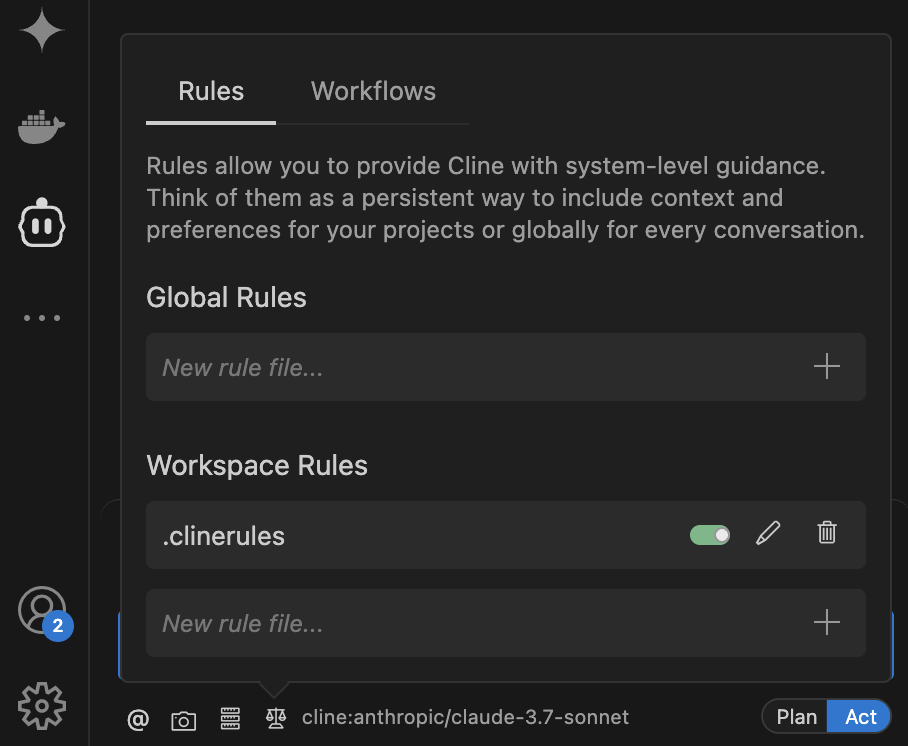 Rules
Workflows
Rules allow you to provide Cline with system-level guidance.
Think of them as a persistent way to include context and
preferences for your projects or globally for every conversation.
Global Rules
New rule file...
Workspace Rules
.clinerules
New rule file...
2
@
cline:anthropic/claude-3.7-sonnet
Plan
Act